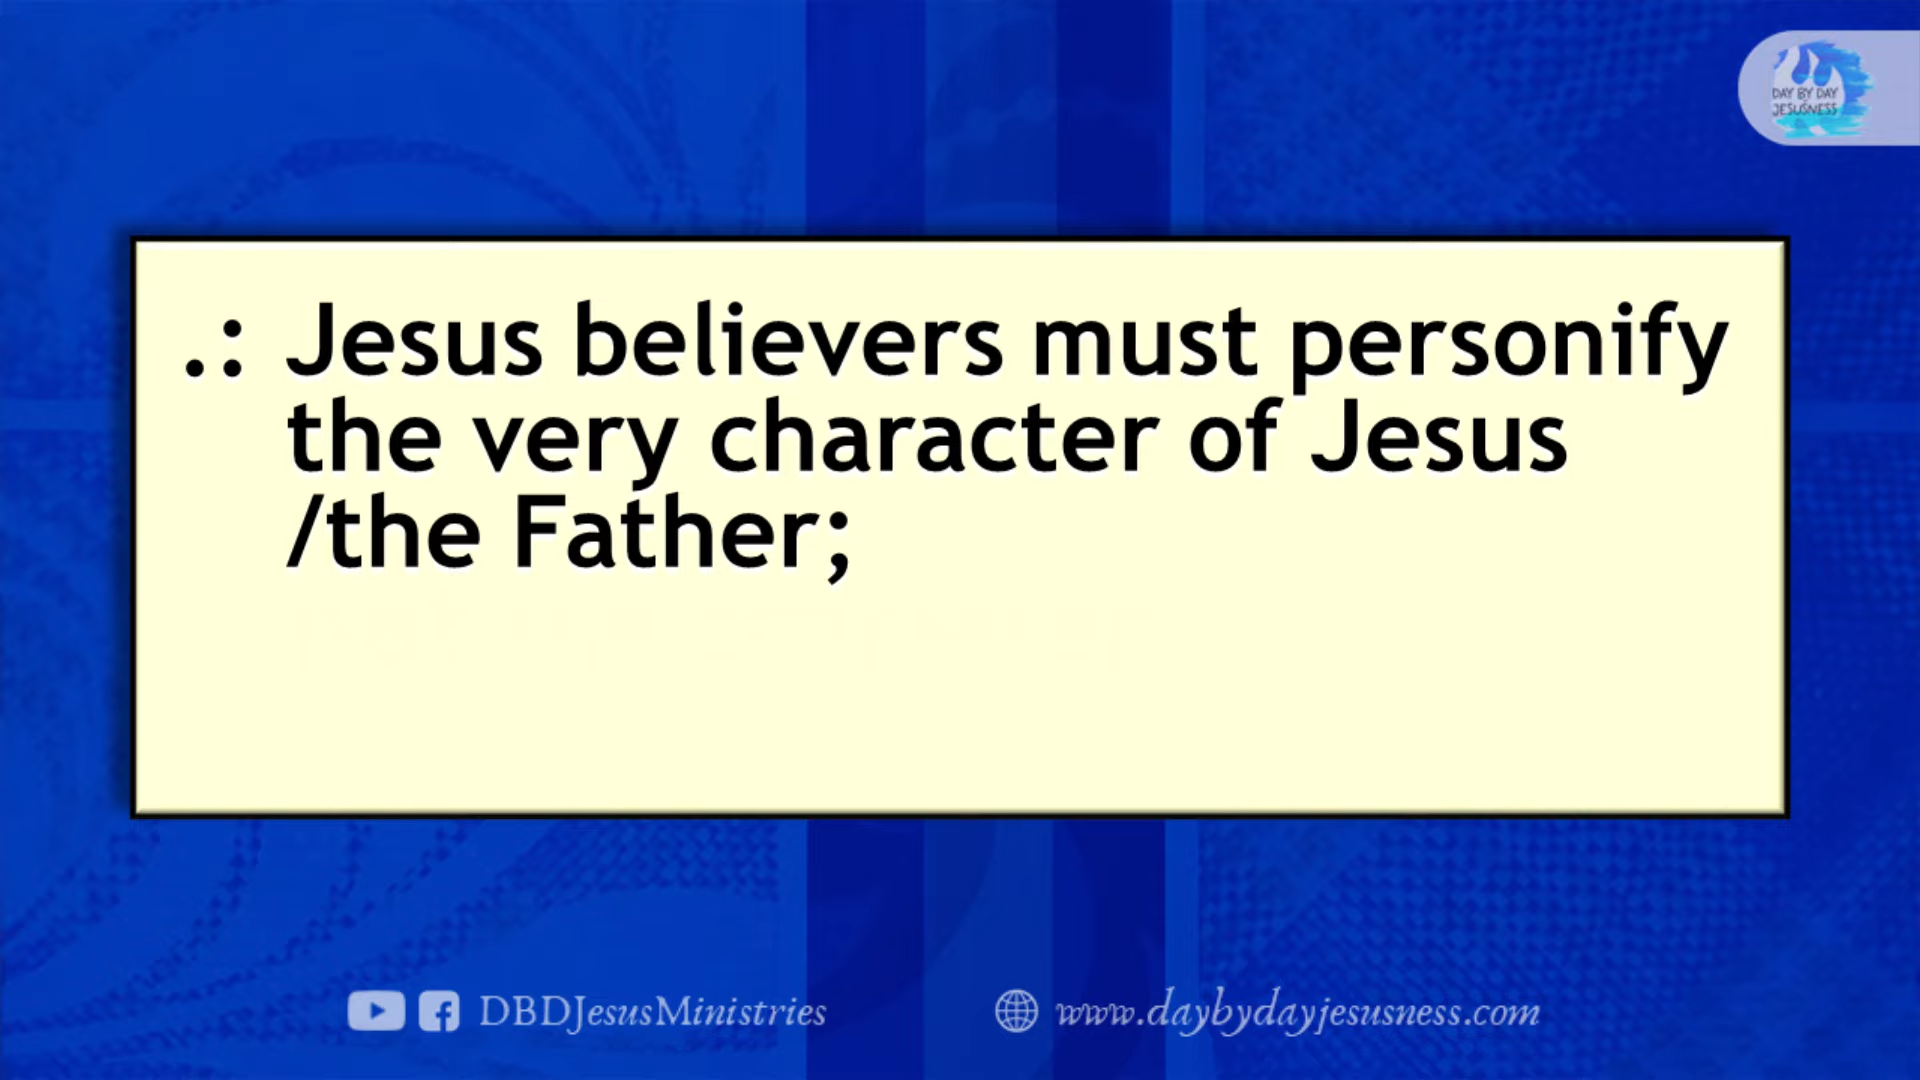 DAY BY DAY
JESUSNESS
.: Jesus believers must personify
the very character of Jesus
/the Father;
DBDJesusMinistries
www.daybydayjesusness.com